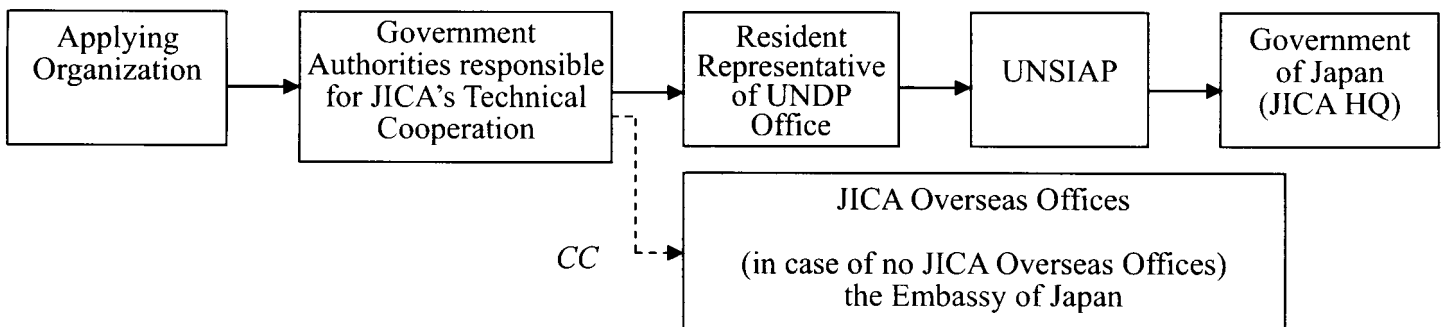 Applying
Organization
Government
Authorities responsible
for JICA's Technical
Cooperation
Resident
Representative
of UNDP
Office
UNSIAP
Government
of Japan
(JICA HQ)
CC
JICA Overseas Offices
(in case of no JICA Overseas Offices)
the Embassy of Japan